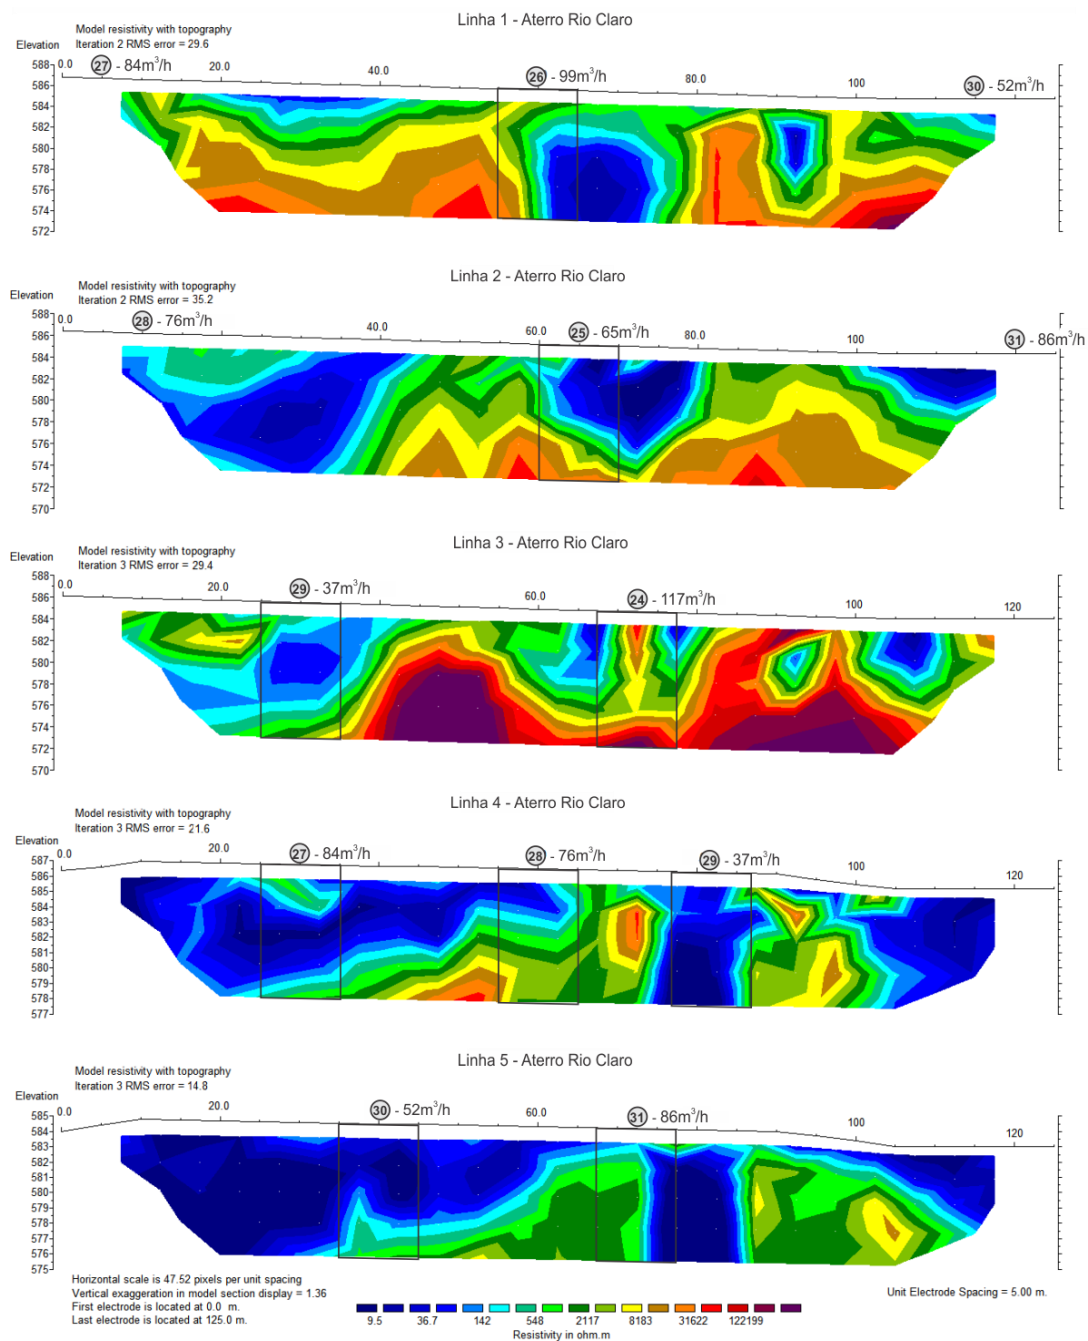 Linha 1 - Aterro Rio Claro
Model resistivity with topography
Iteration 2 RMS error = 29.6
Elevation
27 - 84m³/h
26 - 99m³/h
30 - 52m³/h
0.0 20.0 40.0 80.0 100 120
588
586
584
582
580
578
576
574
572
Linha 2 - Aterro Rio Claro
Model resistivity with topography
Iteration 2 RMS error = 35.2
Elevation
28 - 76m³/h
25 - 65m³/h
31 - 86m³/h
0.0 40.0 60.0 80.0 100
588
586
584
582
580
578
576
574
572
570
Linha 3 - Aterro Rio Claro
Model resistivity with topography
Iteration 3 RMS error = 29.4
Elevation
29 - 37m³/h
24 - 117m³/h
0.0 20.0 60.0 100 120
588
586
584
582
580
578
576
574
572
570
Linha 4 - Aterro Rio Claro
Model resistivity with topography
Iteration 3 RMS error = 21.6
Elevation
27 - 84m³/h
28 - 76m³/h
29 - 37m³/h
0.0 20.0 100 120
587
586
585
584
583
582
581
580
579
578
577
Linha 5 - Aterro Rio Claro
Model resistivity with topography
Iteration 3 RMS error = 14.8
Elevation
30 - 52m³/h
31 - 86m³/h
0.0 20.0 60.0 100 120
585
584
583
582
581
580
579
578
577
576
575
Horizontal scale is 47.52 pixels per unit spacing
Vertical exaggeration in model section display = 1.36
First electrode is located at 0.0 m.
Last electrode is located at 125.0 m.
Unit Electrode Spacing = 5.00 m.
9.5 36.7 142 548 2117 8183 31622 122199
Resistivity in ohm.m